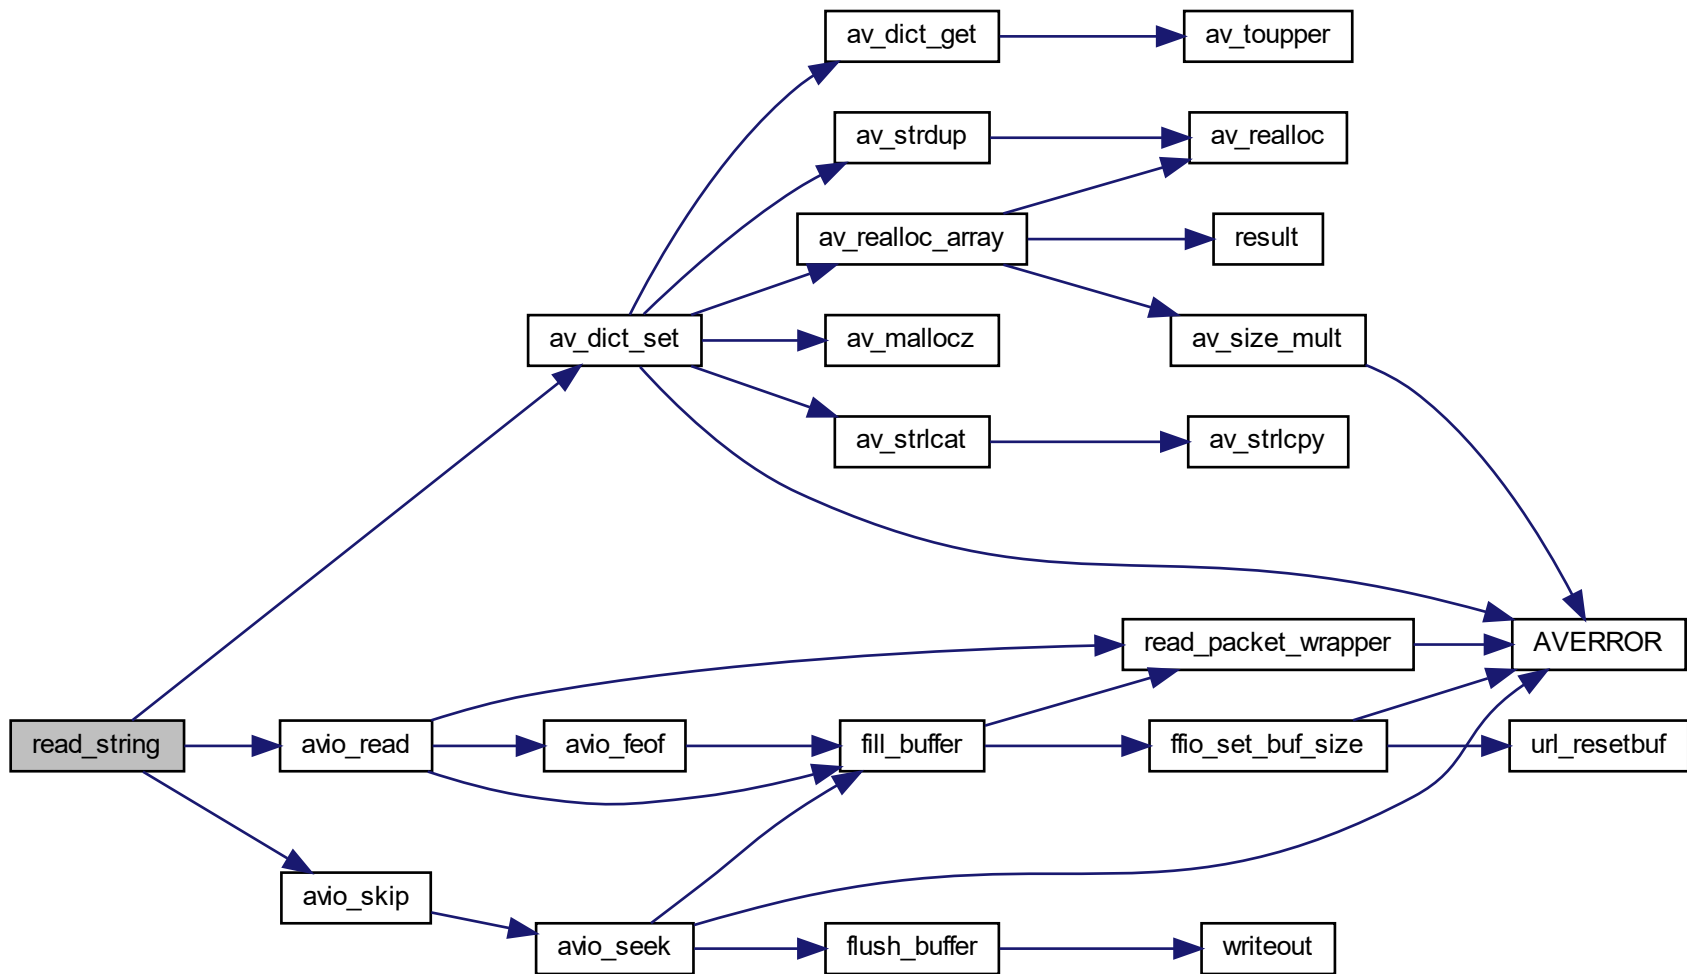 av_dict_get
av_toupper
av_strdup
av_realloc
av_realloc_array
result
av_dict_set
av_mallocz
av_size_mult
av_strlcat
av_strlcpy
read_packet_wrapper
AVERROR
read_string
avio_read
avio_feof
fill_buffer
ffio_set_buf_size
url_resetbuf
avio_skip
avio_seek
flush_buffer
writeout